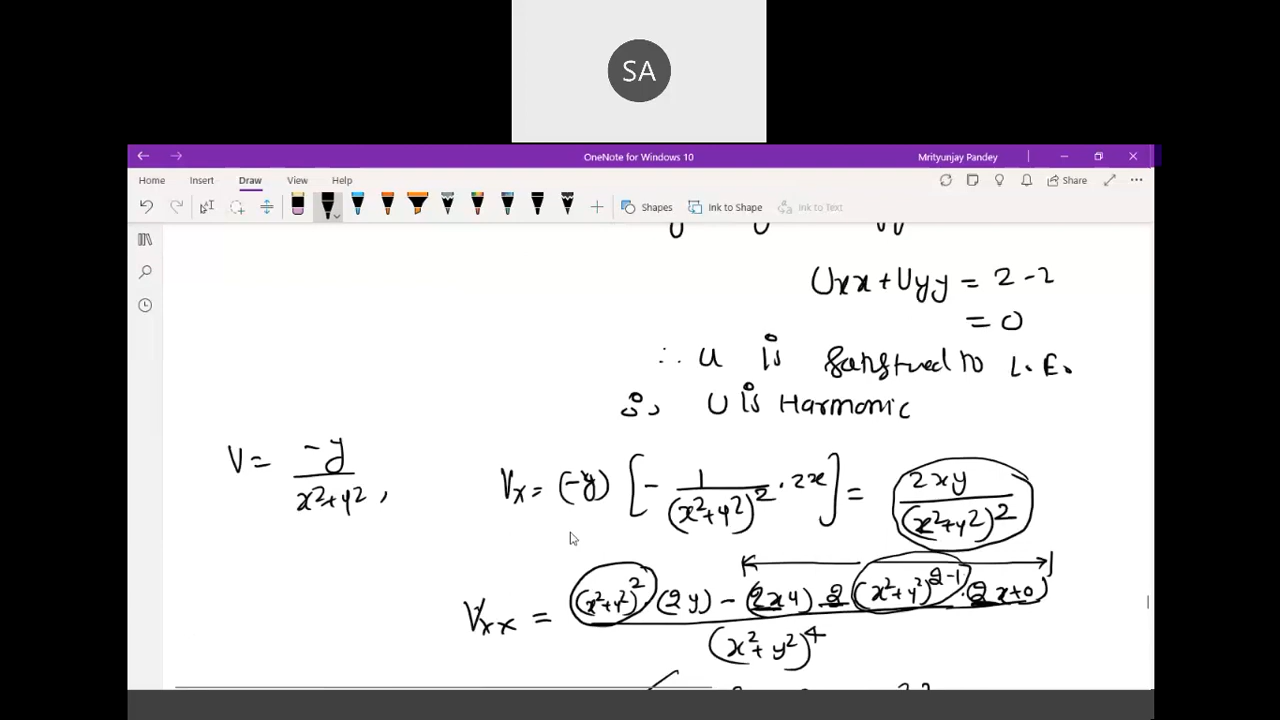 SA
OneNote for Windows 10
Mrityunjay Pandey
Home Insert Draw View Help
Share
Shapes Ink to Shape Ink to Text
Uxx + Uyy = 2 - 2
= 0
∴ u is satisfied to L.E.
∴ U is Harmonic
V = -y / (x²+y²) ,
Vx = (-y) [ - 1/(x²+y²)² · 2x ] = 2xy / (x²+y²)²
Vxx = ((x²+y²)² · (2y) - (2xy) 2 (x²+y²)^(2-1) · (2x+0)) / (x²+y²)⁴